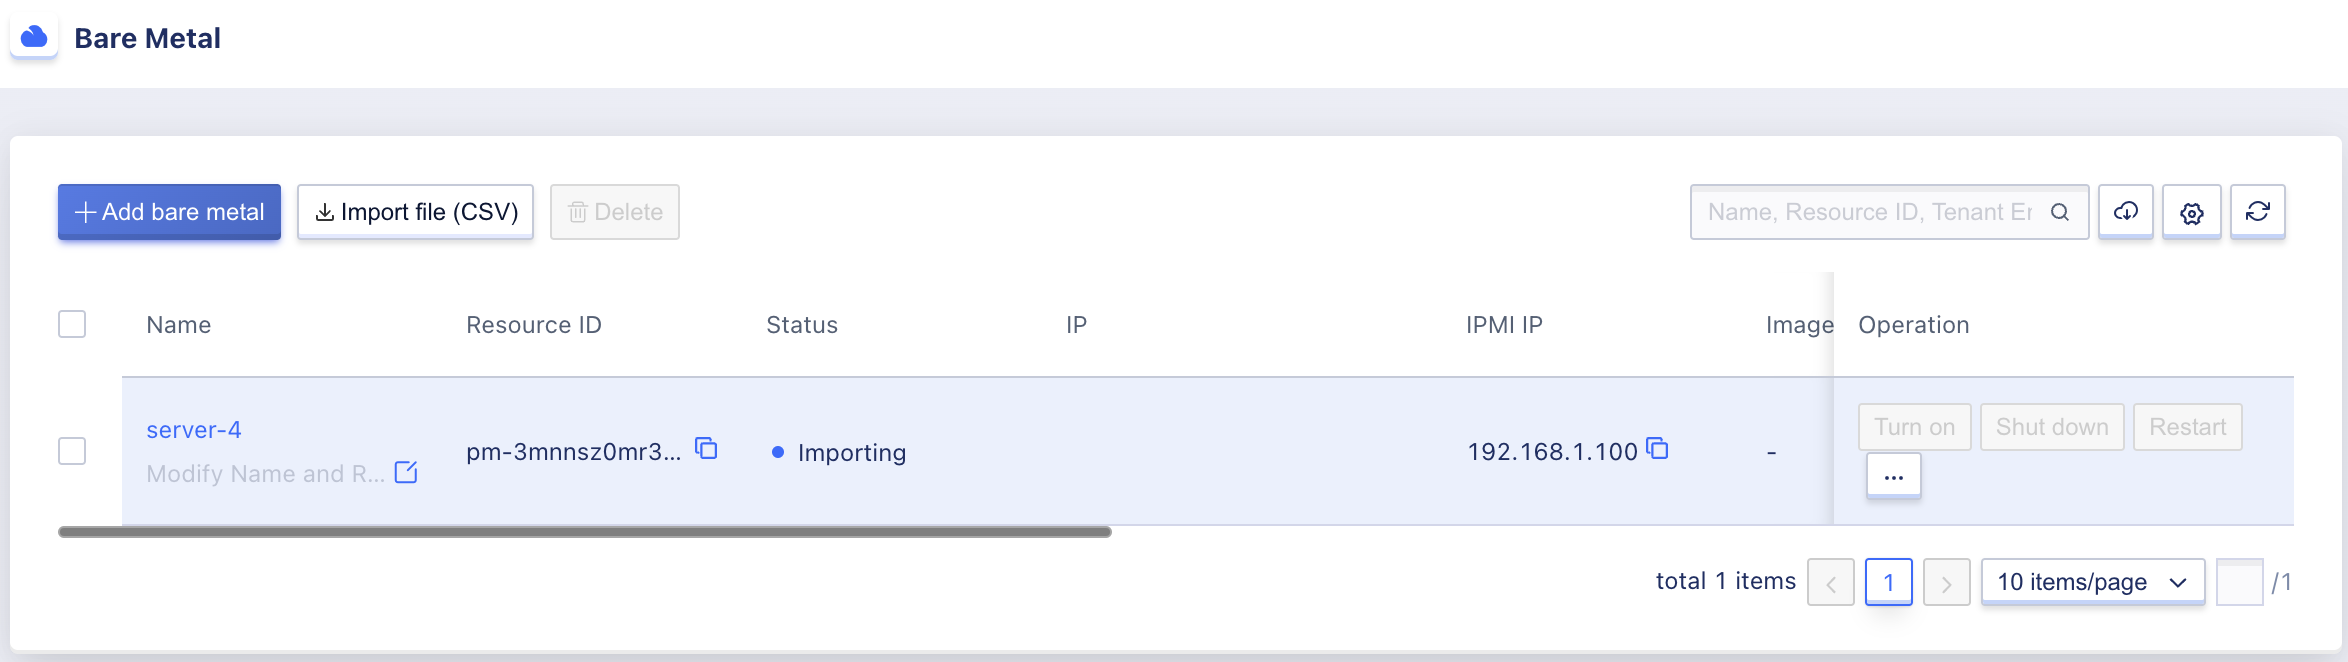 Bare Metal
Add bare metal
Import file (CSV)
Delete
Name, Resource ID, Tenant Er
Name
Resource ID
Status
IP
IPMI IP
Image
Operation
server-4
Modify Name and R...
pm-3mnnsz0mr3...
Importing
192.168.1.100
-
Turn on
Shut down
Restart
...
total 1 items
1
10 items/page
/1